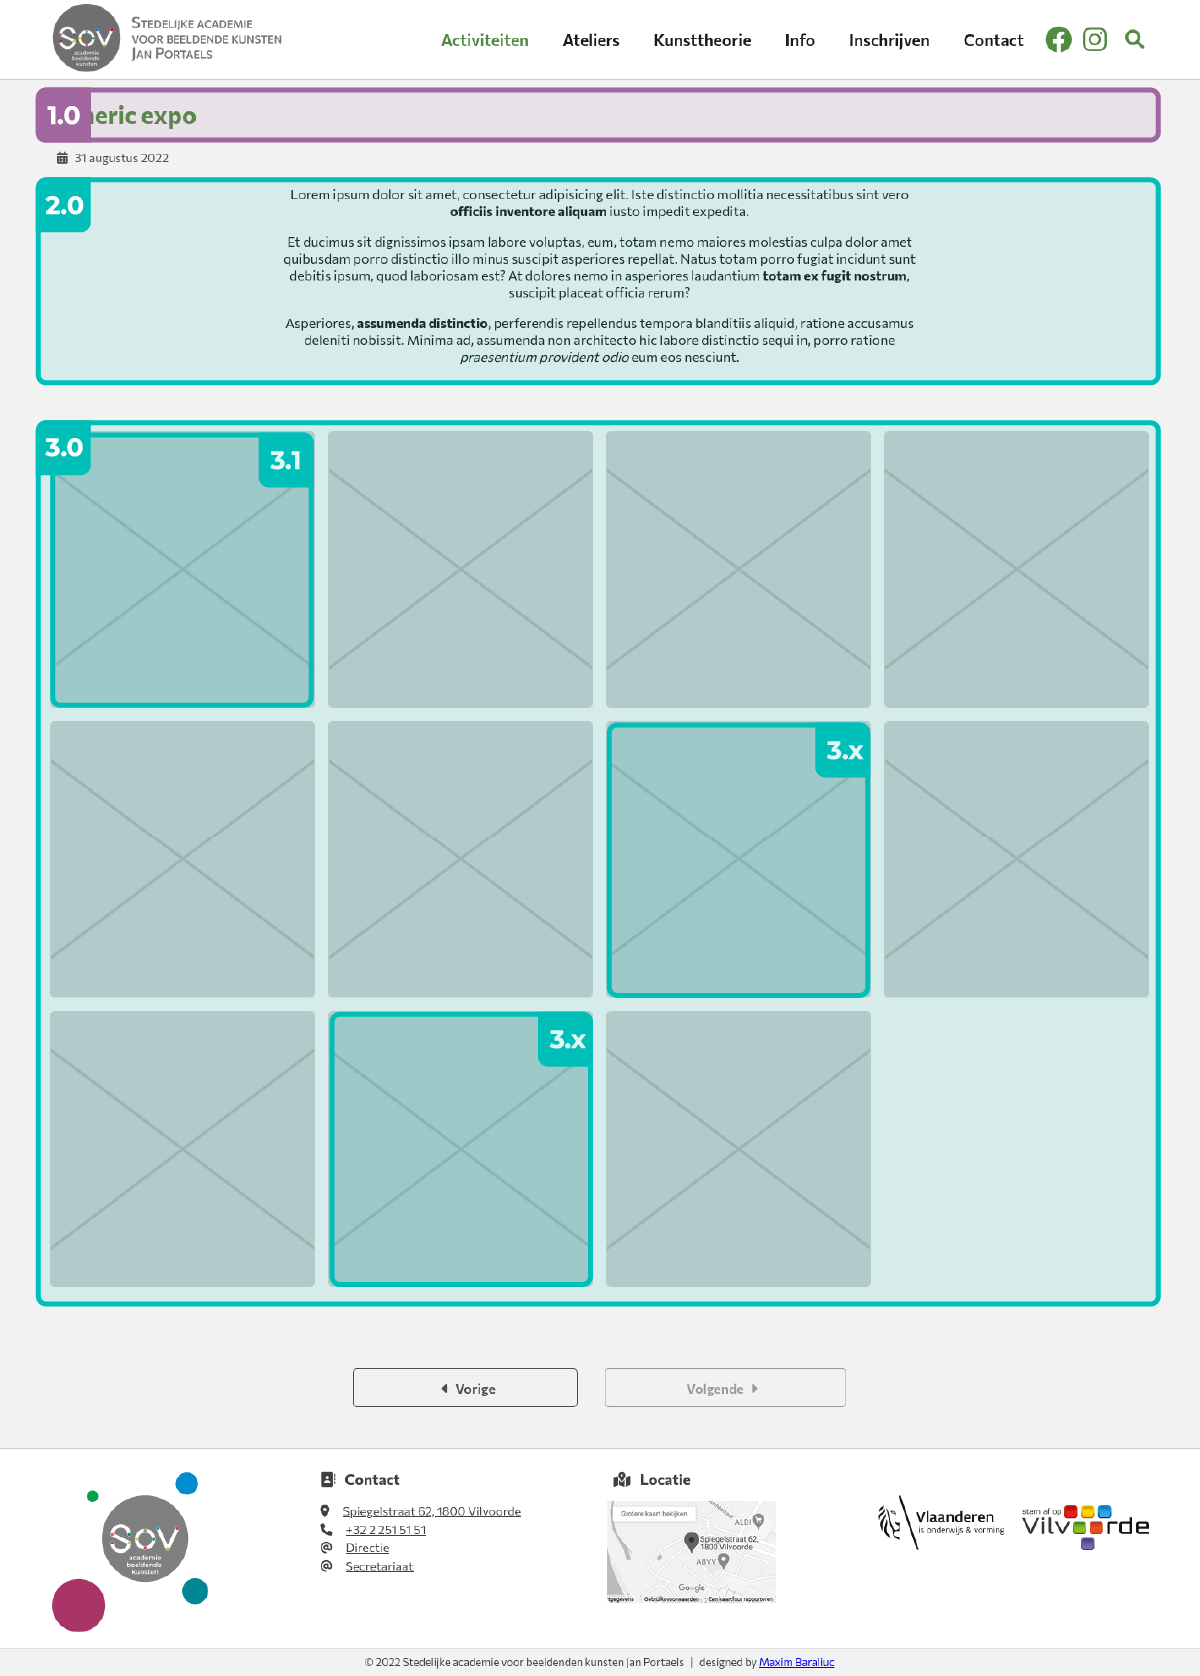 SOV
academie
beeldende
kunsten
STEDELIJKE ACADEMIE
VOOR BEELDENDE KUNSTEN
JAN PORTAELS
Activiteiten Ateliers Kunsttheorie Info Inschrijven Contact
1.0 neric expo
31 augustus 2022
2.0
Lorem ipsum dolor sit amet, consectetur adipisicing elit. Iste distinctio mollitia necessitatibus sint vero
officiis inventore aliquam iusto impedit expedita.
Et ducimus sit dignissimos ipsam labore voluptas, eum, totam nemo maiores molestias culpa dolor amet
quibusdam porro distinctio illo minus suscipit asperiores repellat. Natus totam porro fugiat incidunt sunt
debitis ipsum, quod laboriosam est? At dolores nemo in asperiores laudantium totam ex fugit nostrum,
suscipit placeat officia rerum?
Asperiores, assumenda distinctio, perferendis repellendus tempora blanditiis aliquid, ratione accusamus
deleniti nobissit. Minima ad, assumenda non architecto hic labore distinctio sequi in, porro ratione
praesentium provident odio eum eos nesciunt.
3.0
3.1
3.x
3.x
Vorige
Volgende
SOV
academie
beeldende
kunsten
Contact
Spiegelstraat 62, 1800 Vilvoorde
+32 2 251 51 51
Directie
Secretariaat
Locatie
Grotere kaart bekijken
ALDI
Spiegelstraat 62,
1800 Vilvoorde
ABVV
Google
Gebruiksvoorwaarden Een kaartfout rapporteren
Vlaanderen
is onderwijs & vorming
stem af op
Vilvoorde
© 2022 Stedelijke academie voor beeldenden kunsten Jan Portaels | designed by Maxim Baraliuc